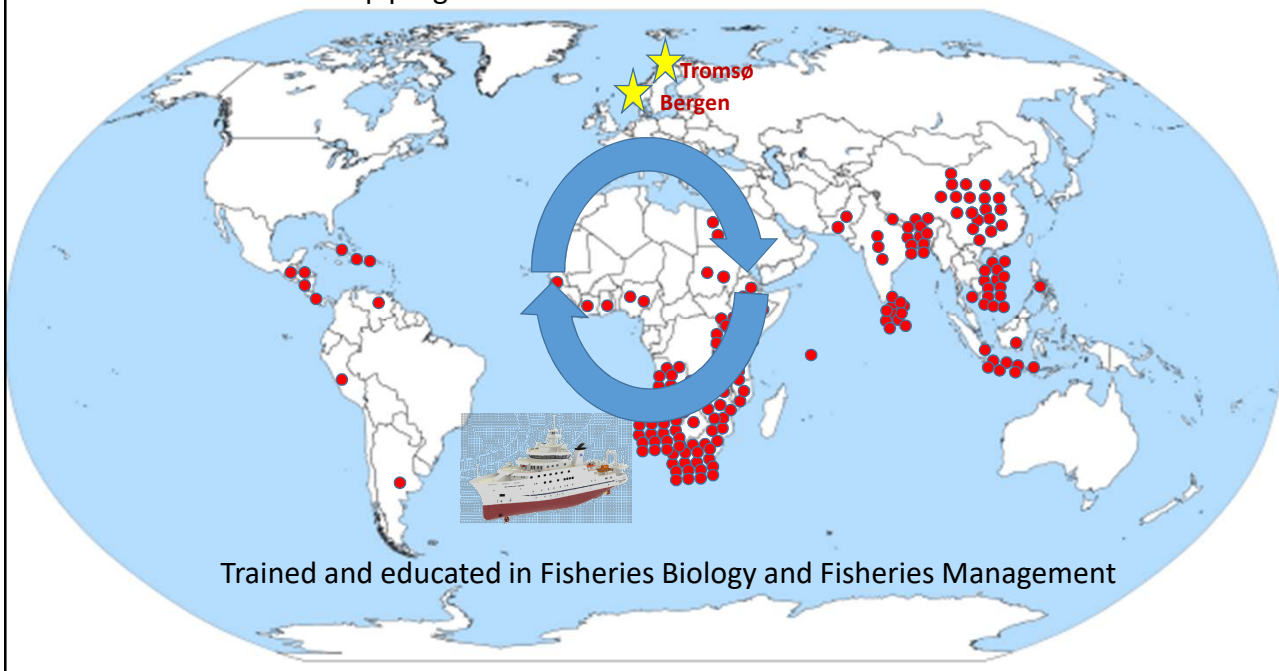 Tromsø
Bergen
Trained and educated in Fisheries Biology and Fisheries Management